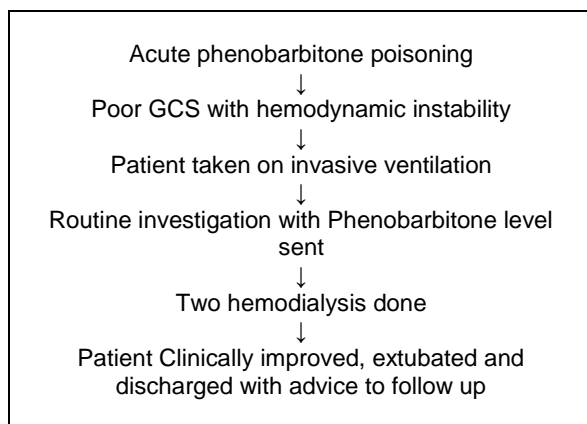 Acute phenobarbitone poisoning
↓
Poor GCS with hemodynamic instability
↓
Patient taken on invasive ventilation
↓
Routine investigation with Phenobarbitone level
sent
↓
Two hemodialysis done
↓
Patient Clinically improved, extubated and
discharged with advice to follow up